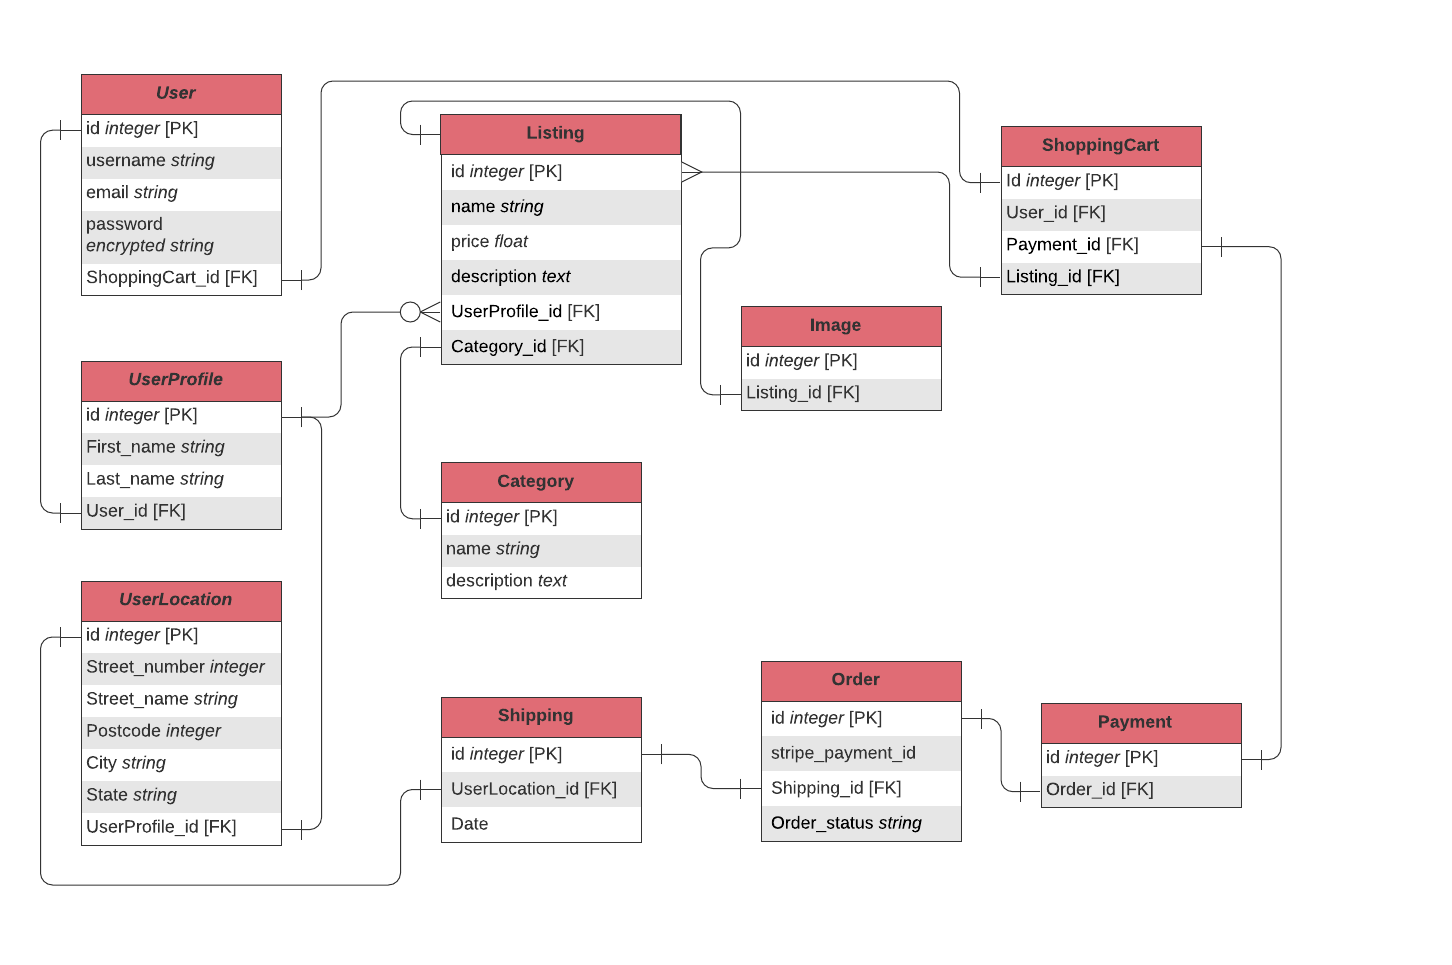 User
id integer [PK]
username string
email string
password
encrypted string
ShoppingCart_id [FK]
UserProfile
id integer [PK]
First_name string
Last_name string
User_id [FK]
UserLocation
id integer [PK]
Street_number integer
Street_name string
Postcode integer
City string
State string
UserProfile_id [FK]
Listing
id integer [PK]
name string
price float
description text
UserProfile_id [FK]
Category_id [FK]
Category
id integer [PK]
name string
description text
Shipping
id integer [PK]
UserLocation_id [FK]
Date
Image
id integer [PK]
Listing_id [FK]
Order
id integer [PK]
stripe_payment_id
Shipping_id [FK]
Order_status string
ShoppingCart
Id integer [PK]
User_id [FK]
Payment_id [FK]
Listing_id [FK]
Payment
id integer [PK]
Order_id [FK]